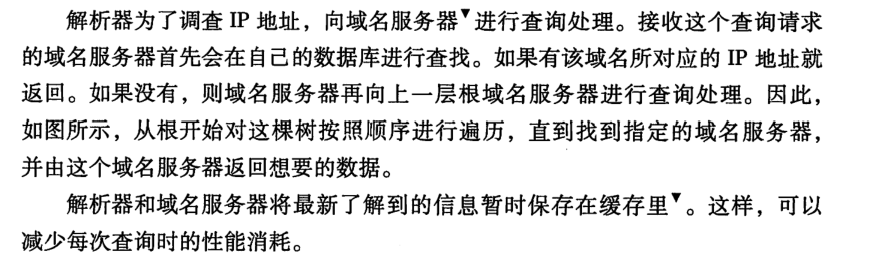 解析器为了调查 IP 地址，向域名服务器▼进行查询处理。接收这个查询请求
的域名服务器首先会在自己的数据库进行查找。如果有该域名所对应的 IP 地址就
返回。如果没有，则域名服务器再向上一层根域名服务器进行查询处理。因此，
如图所示，从根开始对这棵树按照顺序进行遍历，直到找到指定的域名服务器，
并由这个域名服务器返回想要的数据。
解析器和域名服务器将最新了解到的信息暂时保存在缓存里▼。这样，可以
减少每次查询时的性能消耗。